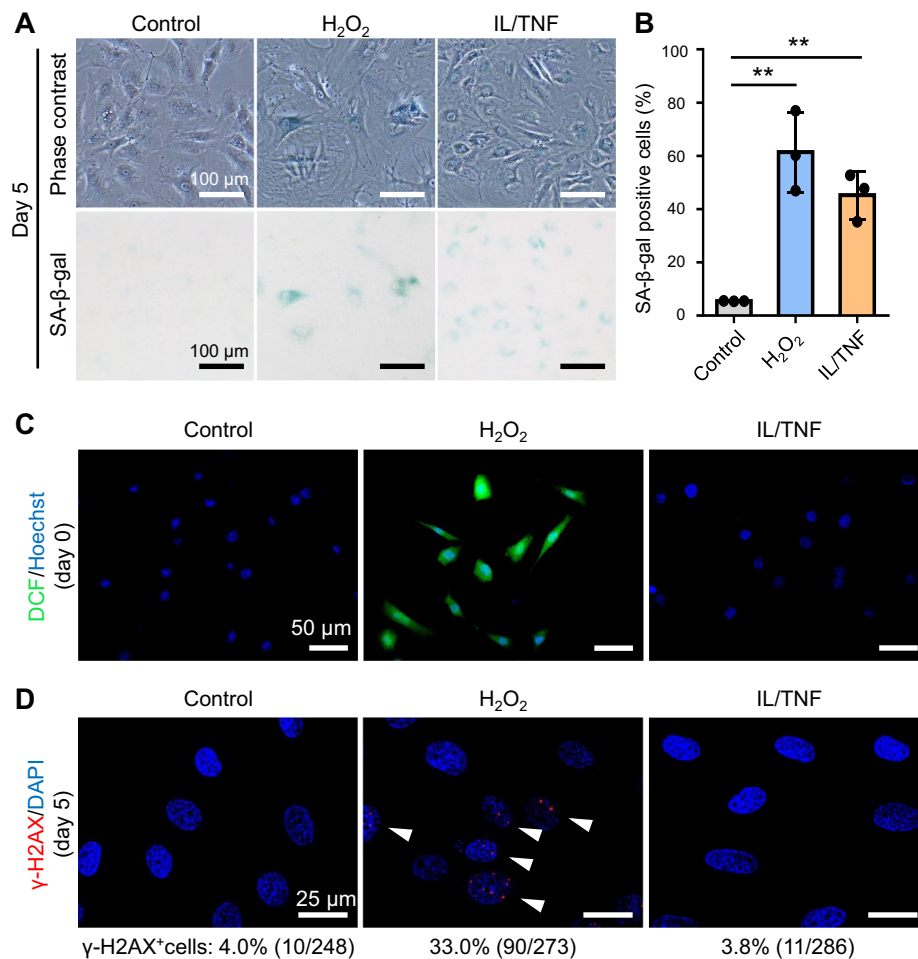 A
Control
H₂O₂
IL/TNF
Day 5
Phase contrast
100 µm
SA-β-gal
100 µm
B
SA-β-gal positive cells (%)
100
80
60
40
20
0
**
**
Control
H₂O₂
IL/TNF
C
Control
H₂O₂
IL/TNF
DCF/Hoechst
(day 0)
50 µm
D
Control
H₂O₂
IL/TNF
γ-H2AX/DAPI
(day 5)
25 µm
γ-H2AX⁺cells: 4.0% (10/248)
33.0% (90/273)
3.8% (11/286)